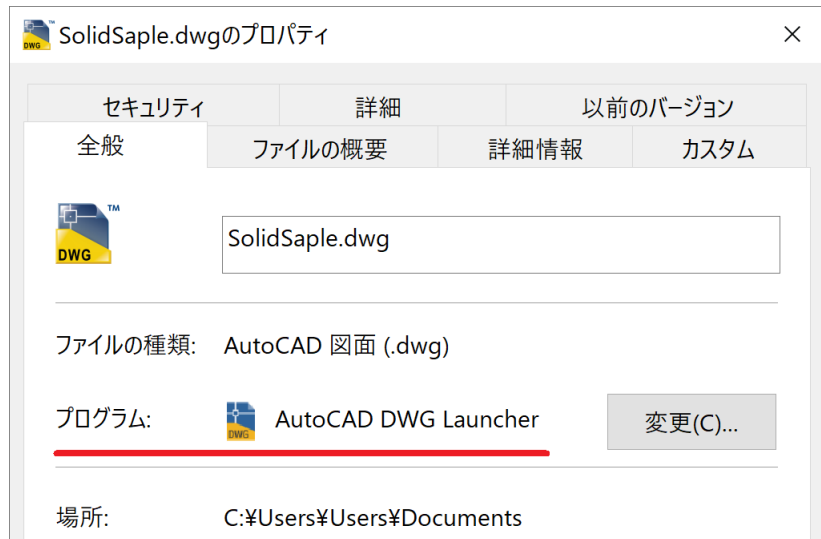 SolidSaple.dwgのプロパティ
セキュリティ 詳細 以前のバージョン
全般 ファイルの概要 詳細情報 カスタム
DWG
SolidSaple.dwg
ファイルの種類: AutoCAD 図面 (.dwg)
プログラム: AutoCAD DWG Launcher 変更(C)...
場所: C:¥Users¥Users¥Documents